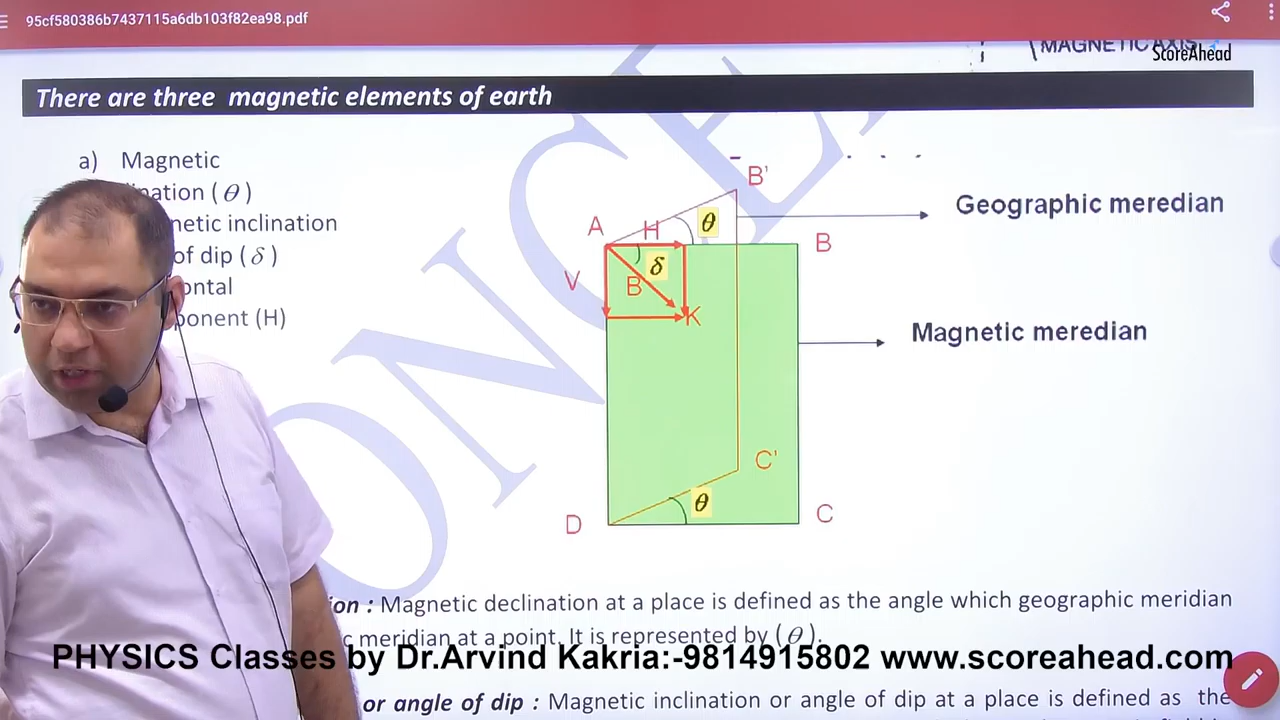 95cf580386b7437115a6db103f82ea98.pdf
MAGNETIC AXIS
ScoreAhead
There are three magnetic elements of earth
a) Magnetic
ination (θ)
netic inclination
of dip (δ)
ontal
ponent (H)
B'
Geographic meredian
A
H
θ
B
V
δ
B
K
Magnetic meredian
C'
θ
D
C
ion : Magnetic declination at a place is defined as the angle which geographic meridian
c meridian at a point. It is represented by (θ).
PHYSICS Classes by Dr.Arvind Kakria:-9814915802 www.scoreahead.com
or angle of dip : Magnetic inclination or angle of dip at a place is defined as the